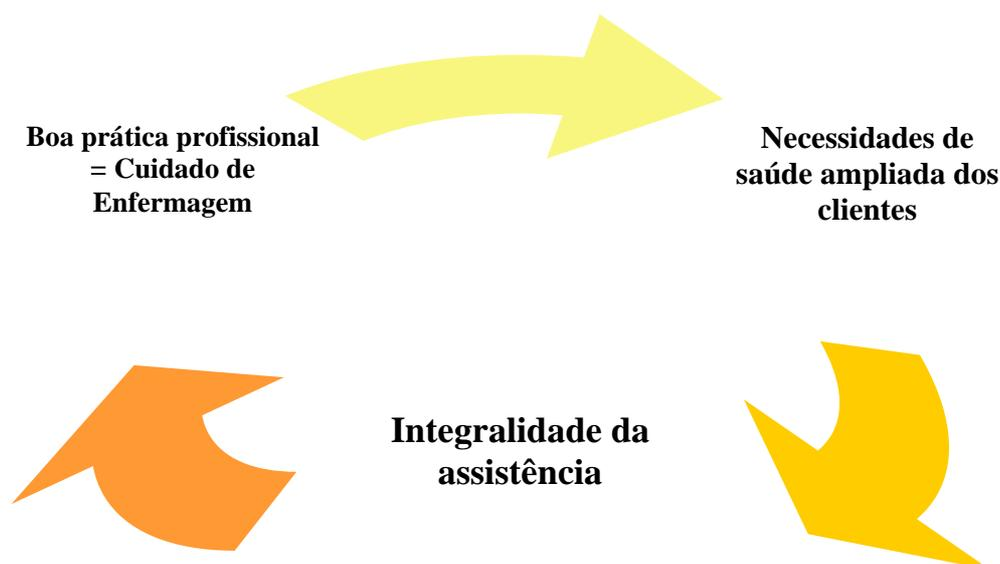 Boa prática profissional
= Cuidado de
Enfermagem
Necessidades de
saúde ampliada dos
clientes
Integralidade da
assistência